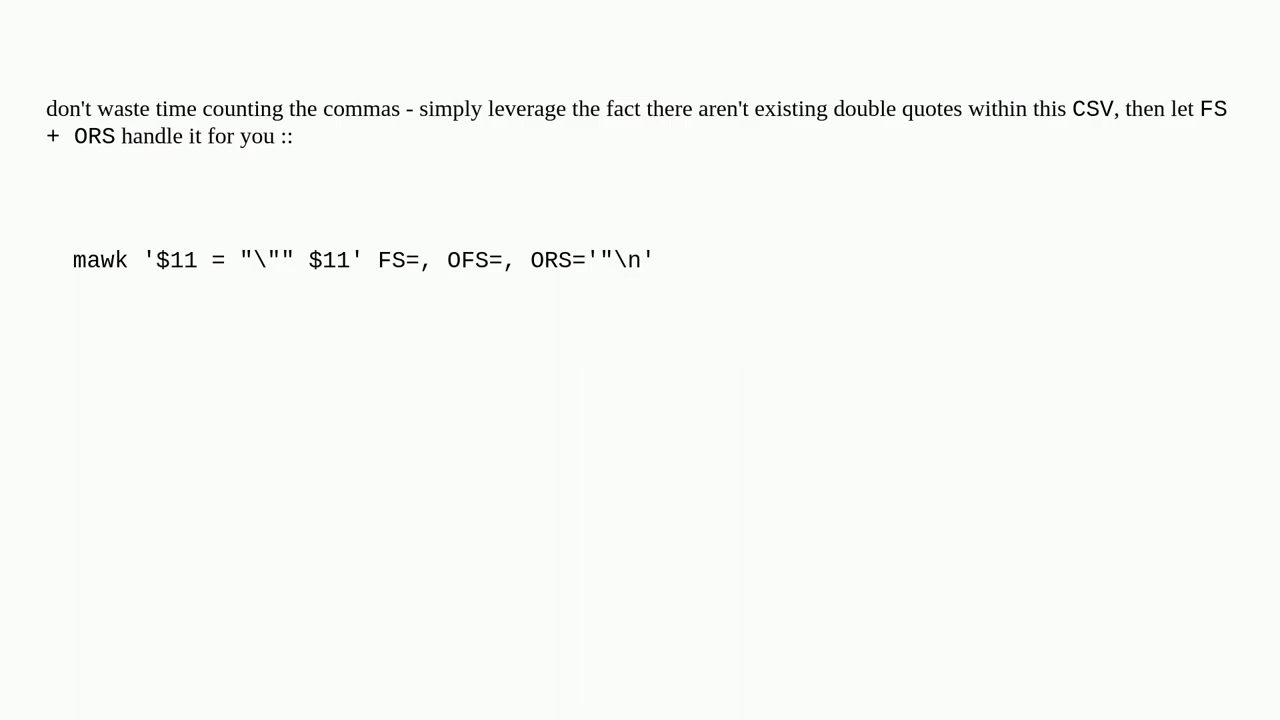 don't waste time counting the commas - simply leverage the fact there aren't existing double quotes within this CSV, then let FS
+ ORS handle it for you ::
mawk '$11 = "\"" $11' FS=, OFS=, ORS='"\n'